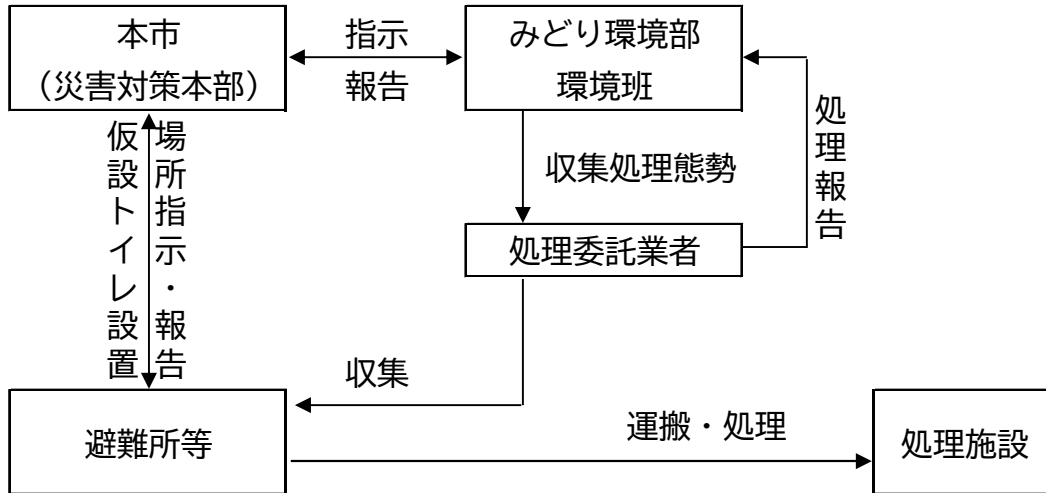 本市
（災害対策本部）
指示
報告
みどり環境部
環境班
処理報告
収集処理態勢
処理委託業者
仮設トイレ設置
場所指示・報告
収集
避難所等
運搬・処理
処理施設